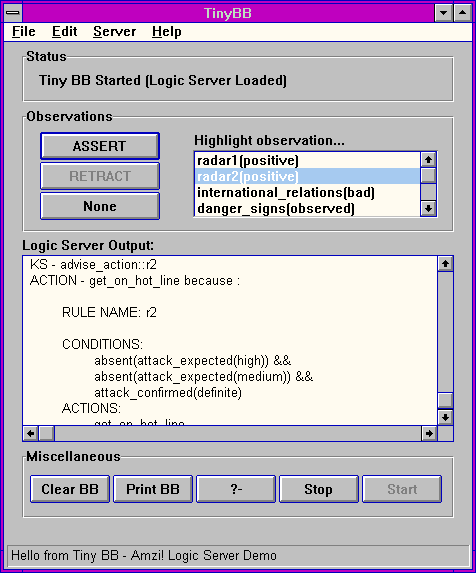 TinyBB
File Edit Server Help
Status
Tiny BB Started (Logic Server Loaded)
Observations
ASSERT
RETRACT
None
Highlight observation...
radar1(positive)
radar2(positive)
international_relations(bad)
danger_signs(observed)
Logic Server Output:
KS - advise_action::r2
ACTION - get_on_hot_line because :
RULE NAME: r2
CONDITIONS:
absent(attack_expected(high)) &&
absent(attack_expected(medium)) &&
attack_confirmed(definite)
ACTIONS:
get_on_hot_line
Miscellaneous
Clear BB Print BB ?- Stop Start
Hello from Tiny BB - Amzi! Logic Server Demo